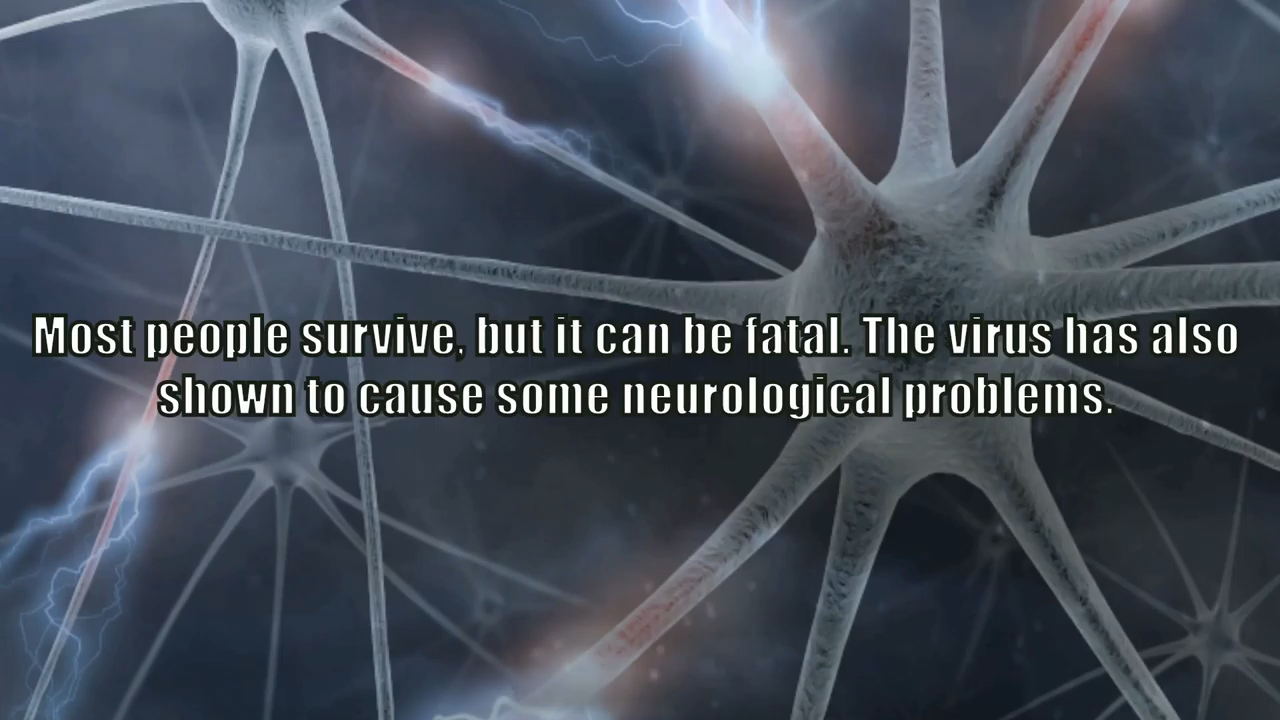 Most people survive, but it can be fatal. The virus has also
shown to cause some neurological problems.